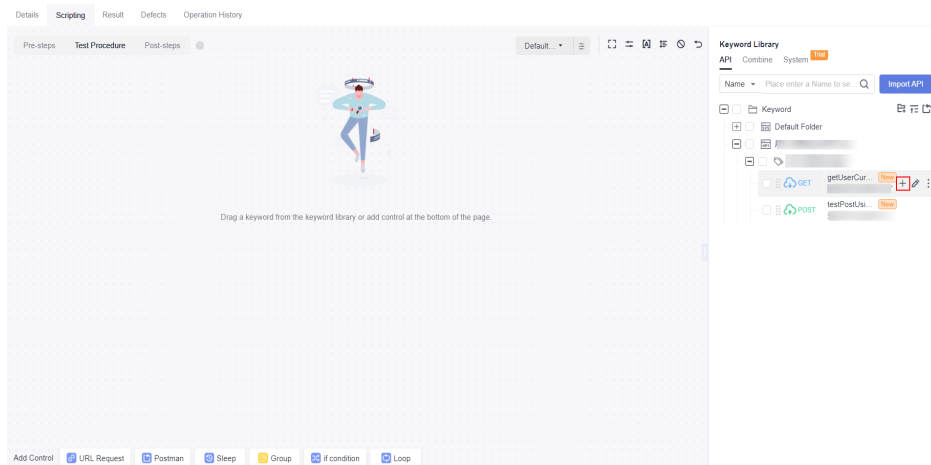 Details Scripting Result Defects Operation History
Pre-steps Test Procedure Post-steps
Default...
Keyword Library
API Combine System Trial
Name Place enter a Name to se...
Import API
Keyword
Default Folder
GET getUserCur... New
POST testPostUsi... New
Drag a keyword from the keyword library or add control at the bottom of the page.
Add Control URL Request Postman Sleep Group if condition Loop